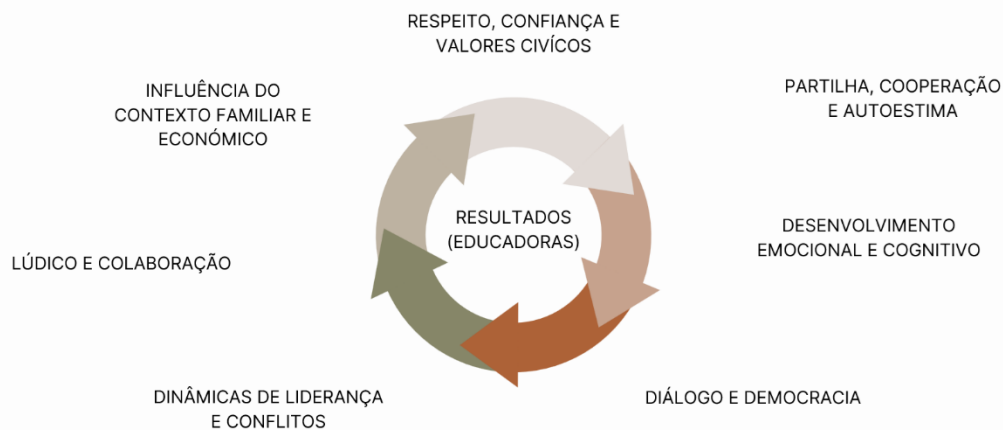 RESPEITO, CONFIANÇA E
VALORES CIVÍCOS
PARTILHA, COOPERAÇÃO
E AUTOESTIMA
DESENVOLVIMENTO
EMOCIONAL E COGNITIVO
DIÁLOGO E DEMOCRACIA
DINÂMICAS DE LIDERANÇA
E CONFLITOS
LÚDICO E COLABORAÇÃO
INFLUÊNCIA DO
CONTEXTO FAMILIAR E
ECONÓMICO
RESULTADOS
(EDUCADORAS)